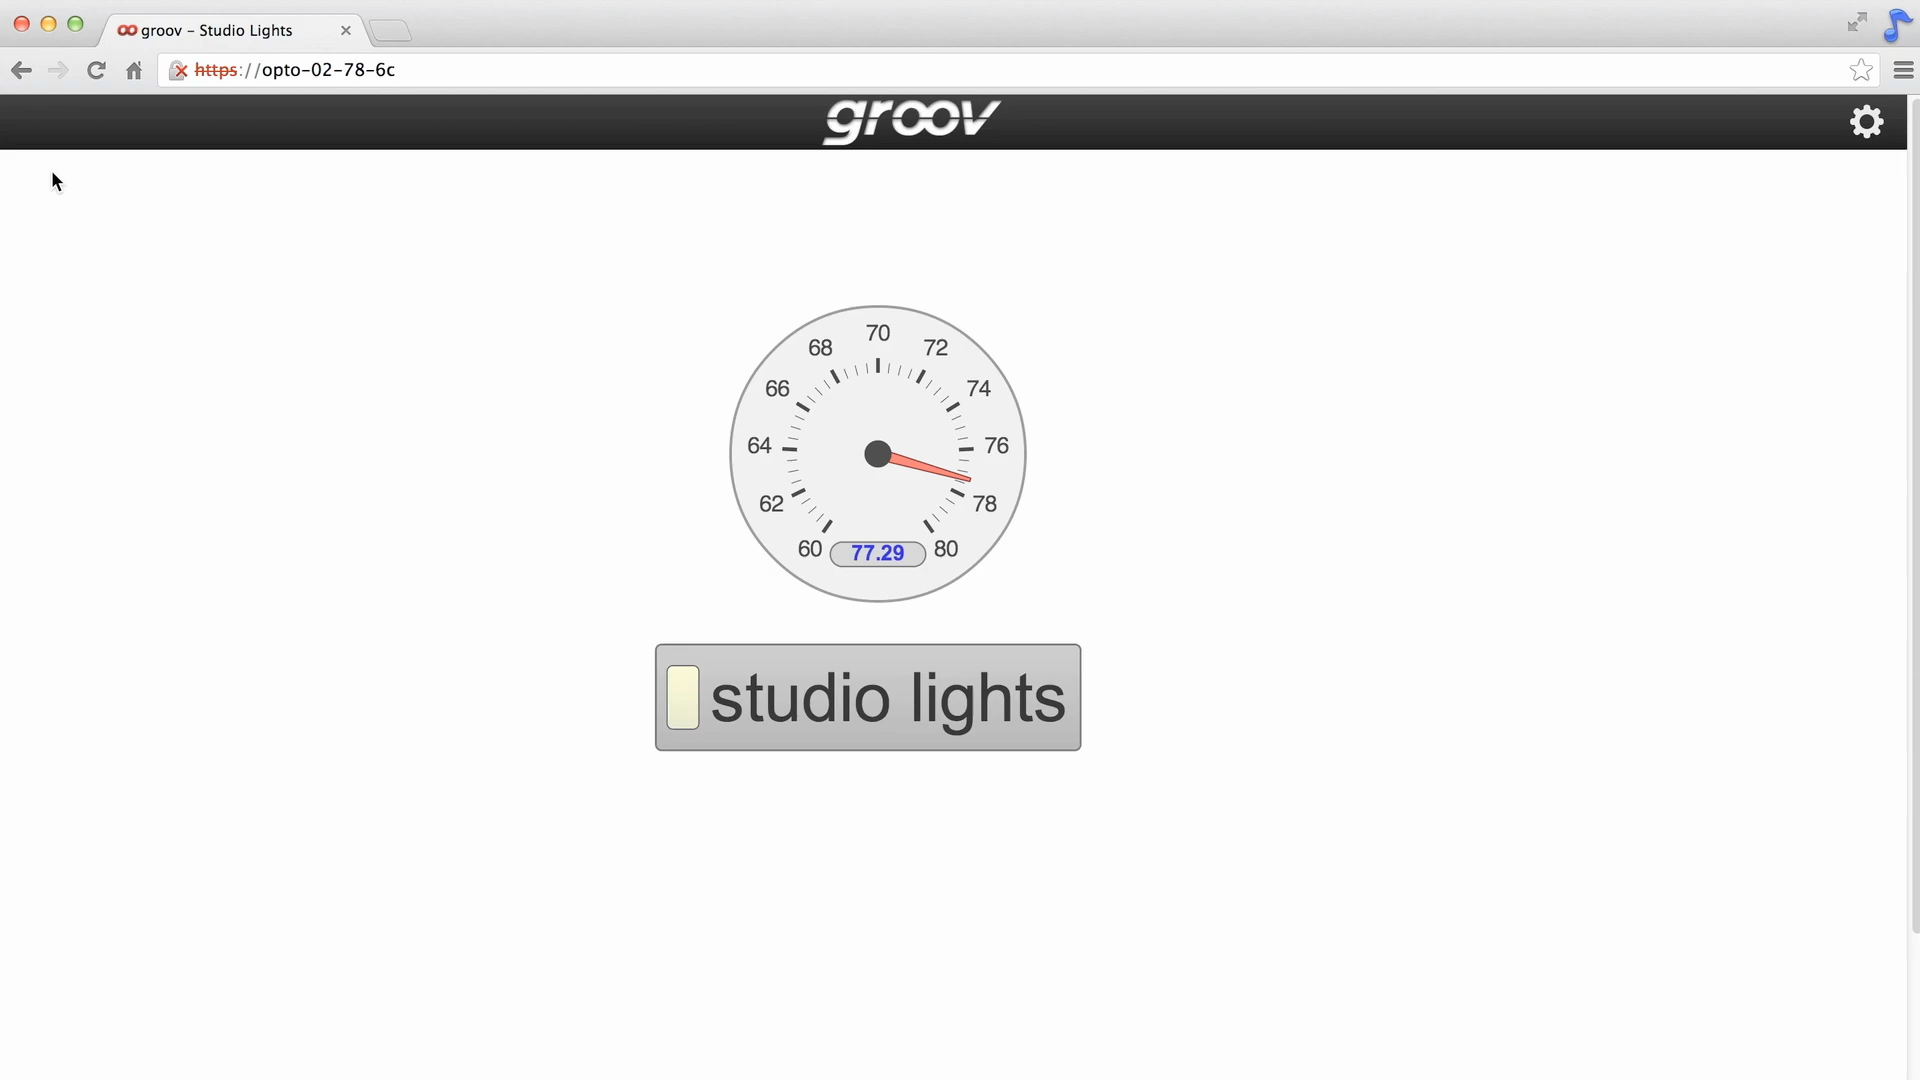 groov – Studio Lights
https://opto-02-78-6c
groov
70
68 72
66 74
64 76
62 78
60 77.29 80
studio lights